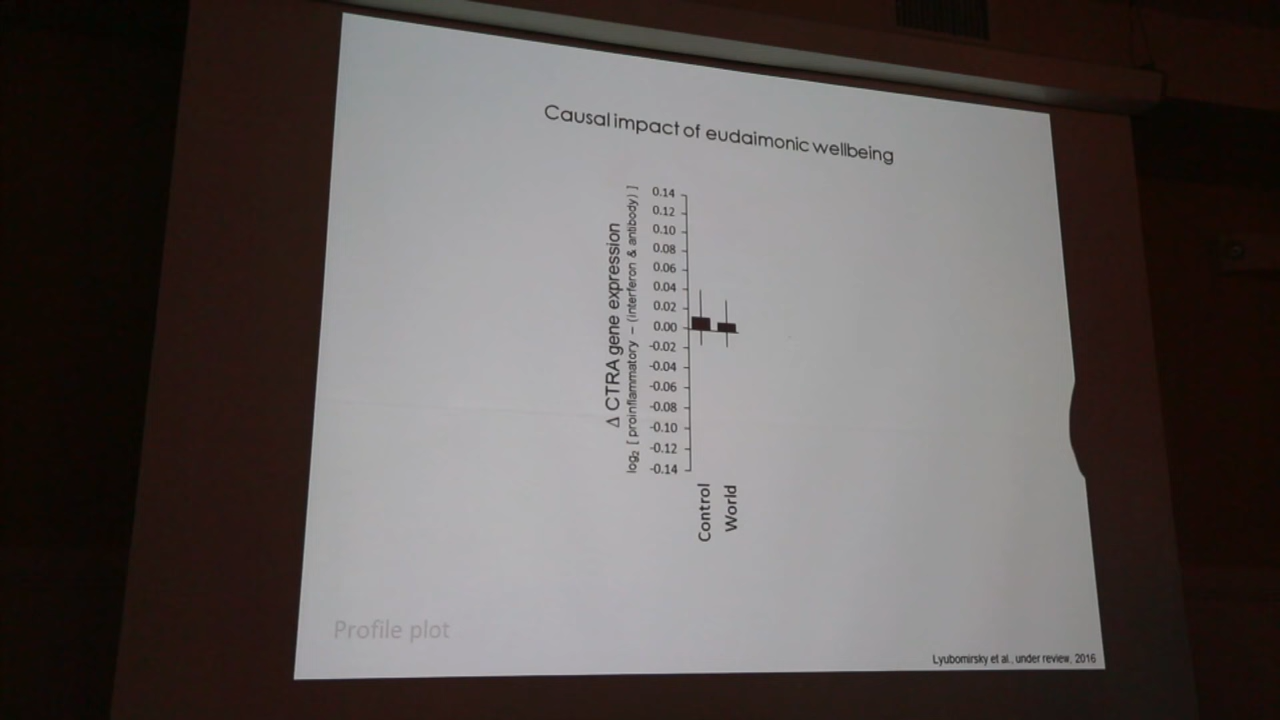 Causal impact of eudaimonic wellbeing
Δ CTRA gene expression
log₂ [ proinflammatory – (interferon & antibody) ]
0.14
0.12
0.10
0.08
0.06
0.04
0.02
0.00
-0.02
-0.04
-0.06
-0.08
-0.10
-0.12
-0.14
Control
World
Profile plot
Lyubomirsky et al., under review, 2016